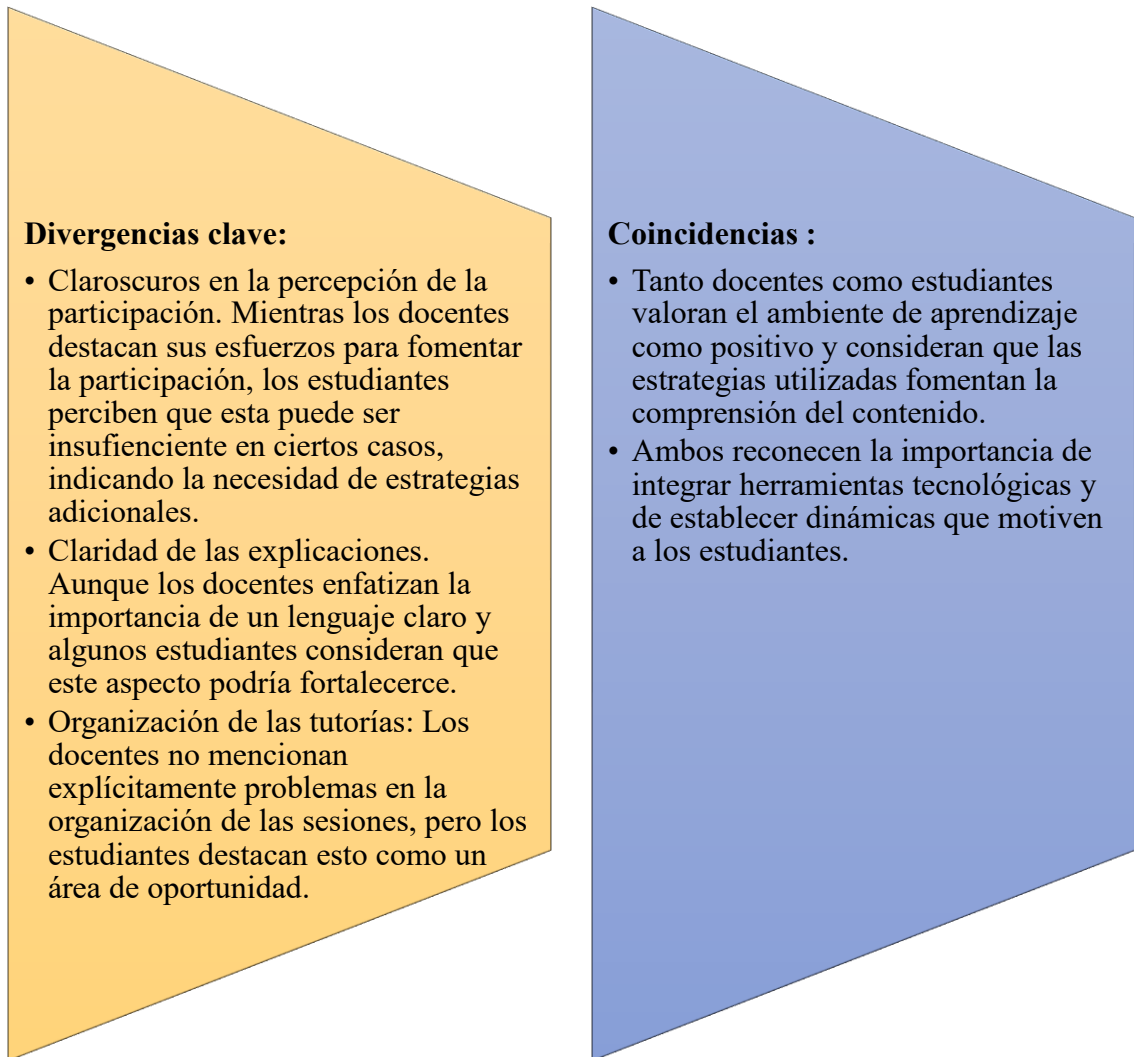 Divergencias clave:
• Claroscuros en la percepción de la
participación. Mientras los docentes
destacan sus esfuerzos para fomentar
la participación, los estudiantes
perciben que esta puede ser
insufienciente en ciertos casos,
indicando la necesidad de estrategias
adicionales.
• Claridad de las explicaciones.
Aunque los docentes enfatizan la
importancia de un lenguaje claro y
algunos estudiantes consideran que
este aspecto podría fortalecerce.
• Organización de las tutorías: Los
docentes no mencionan
explícitamente problemas en la
organización de las sesiones, pero los
estudiantes destacan esto como un
área de oportunidad.
Coincidencias :
• Tanto docentes como estudiantes
valoran el ambiente de aprendizaje
como positivo y consideran que las
estrategias utilizadas fomentan la
comprensión del contenido.
• Ambos reconocen la importancia de
integrar herramientas tecnológicas y
de establecer dinámicas que motiven
a los estudiantes.